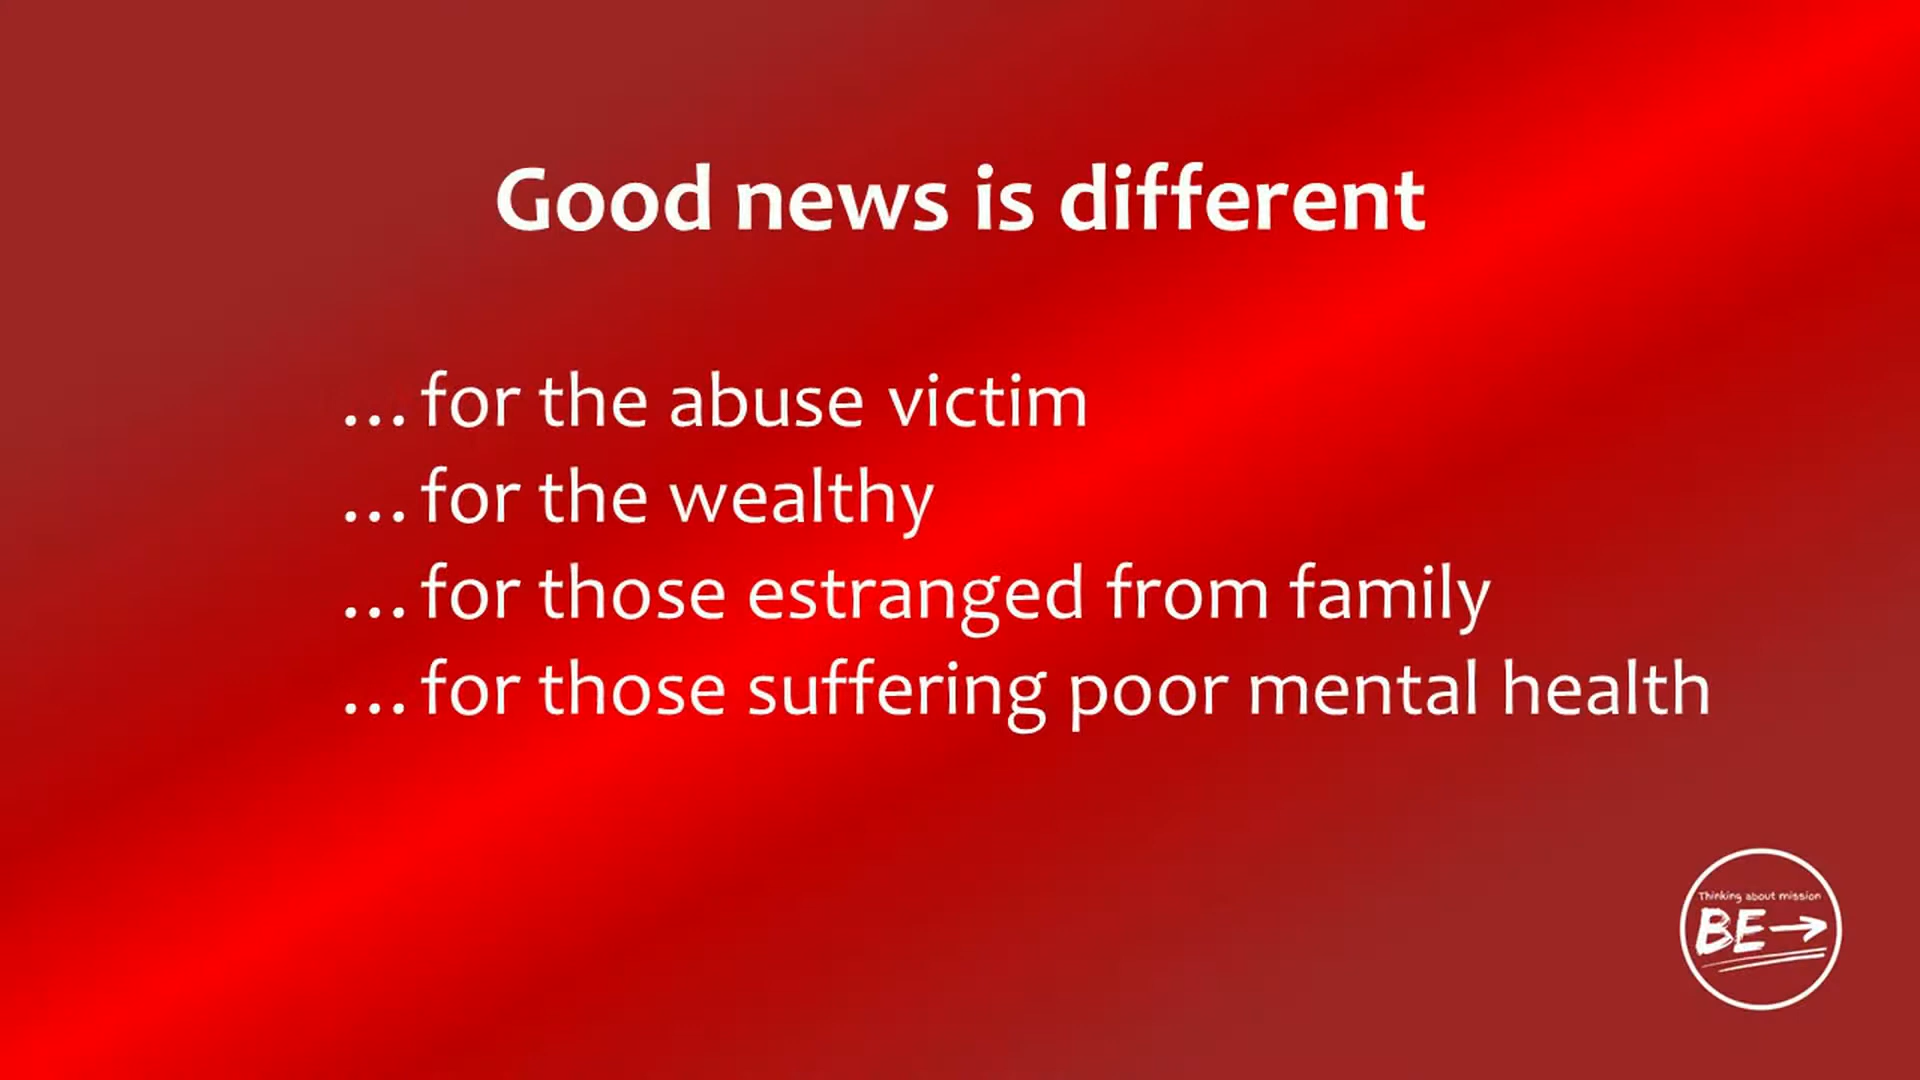 Good news is different
...for the abuse victim
...for the wealthy
...for those estranged from family
...for those suffering poor mental health
Thinking about mission
BE→